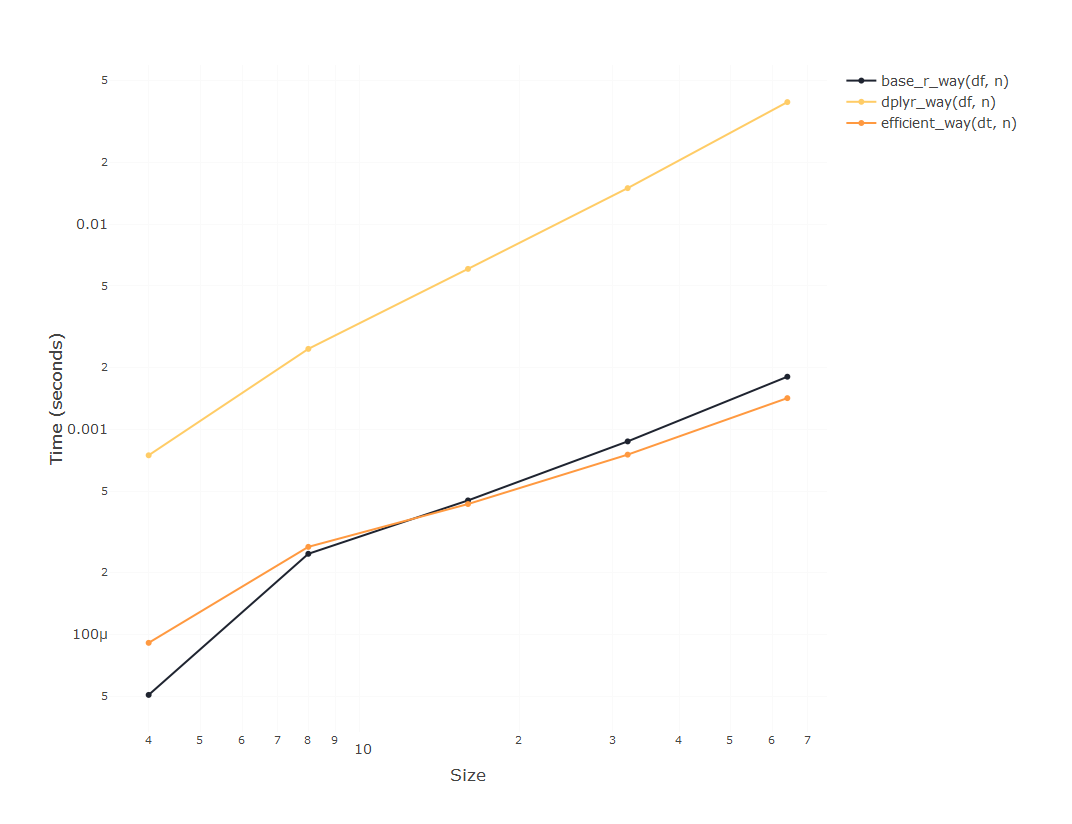 5
2
0.01
5
2
0.001
5
2
100μ
5
Time (seconds)
4 5 6 7 8 9 10 2 3 4 5 6 7
Size
base_r_way(df, n)
dplyr_way(df, n)
efficient_way(dt, n)